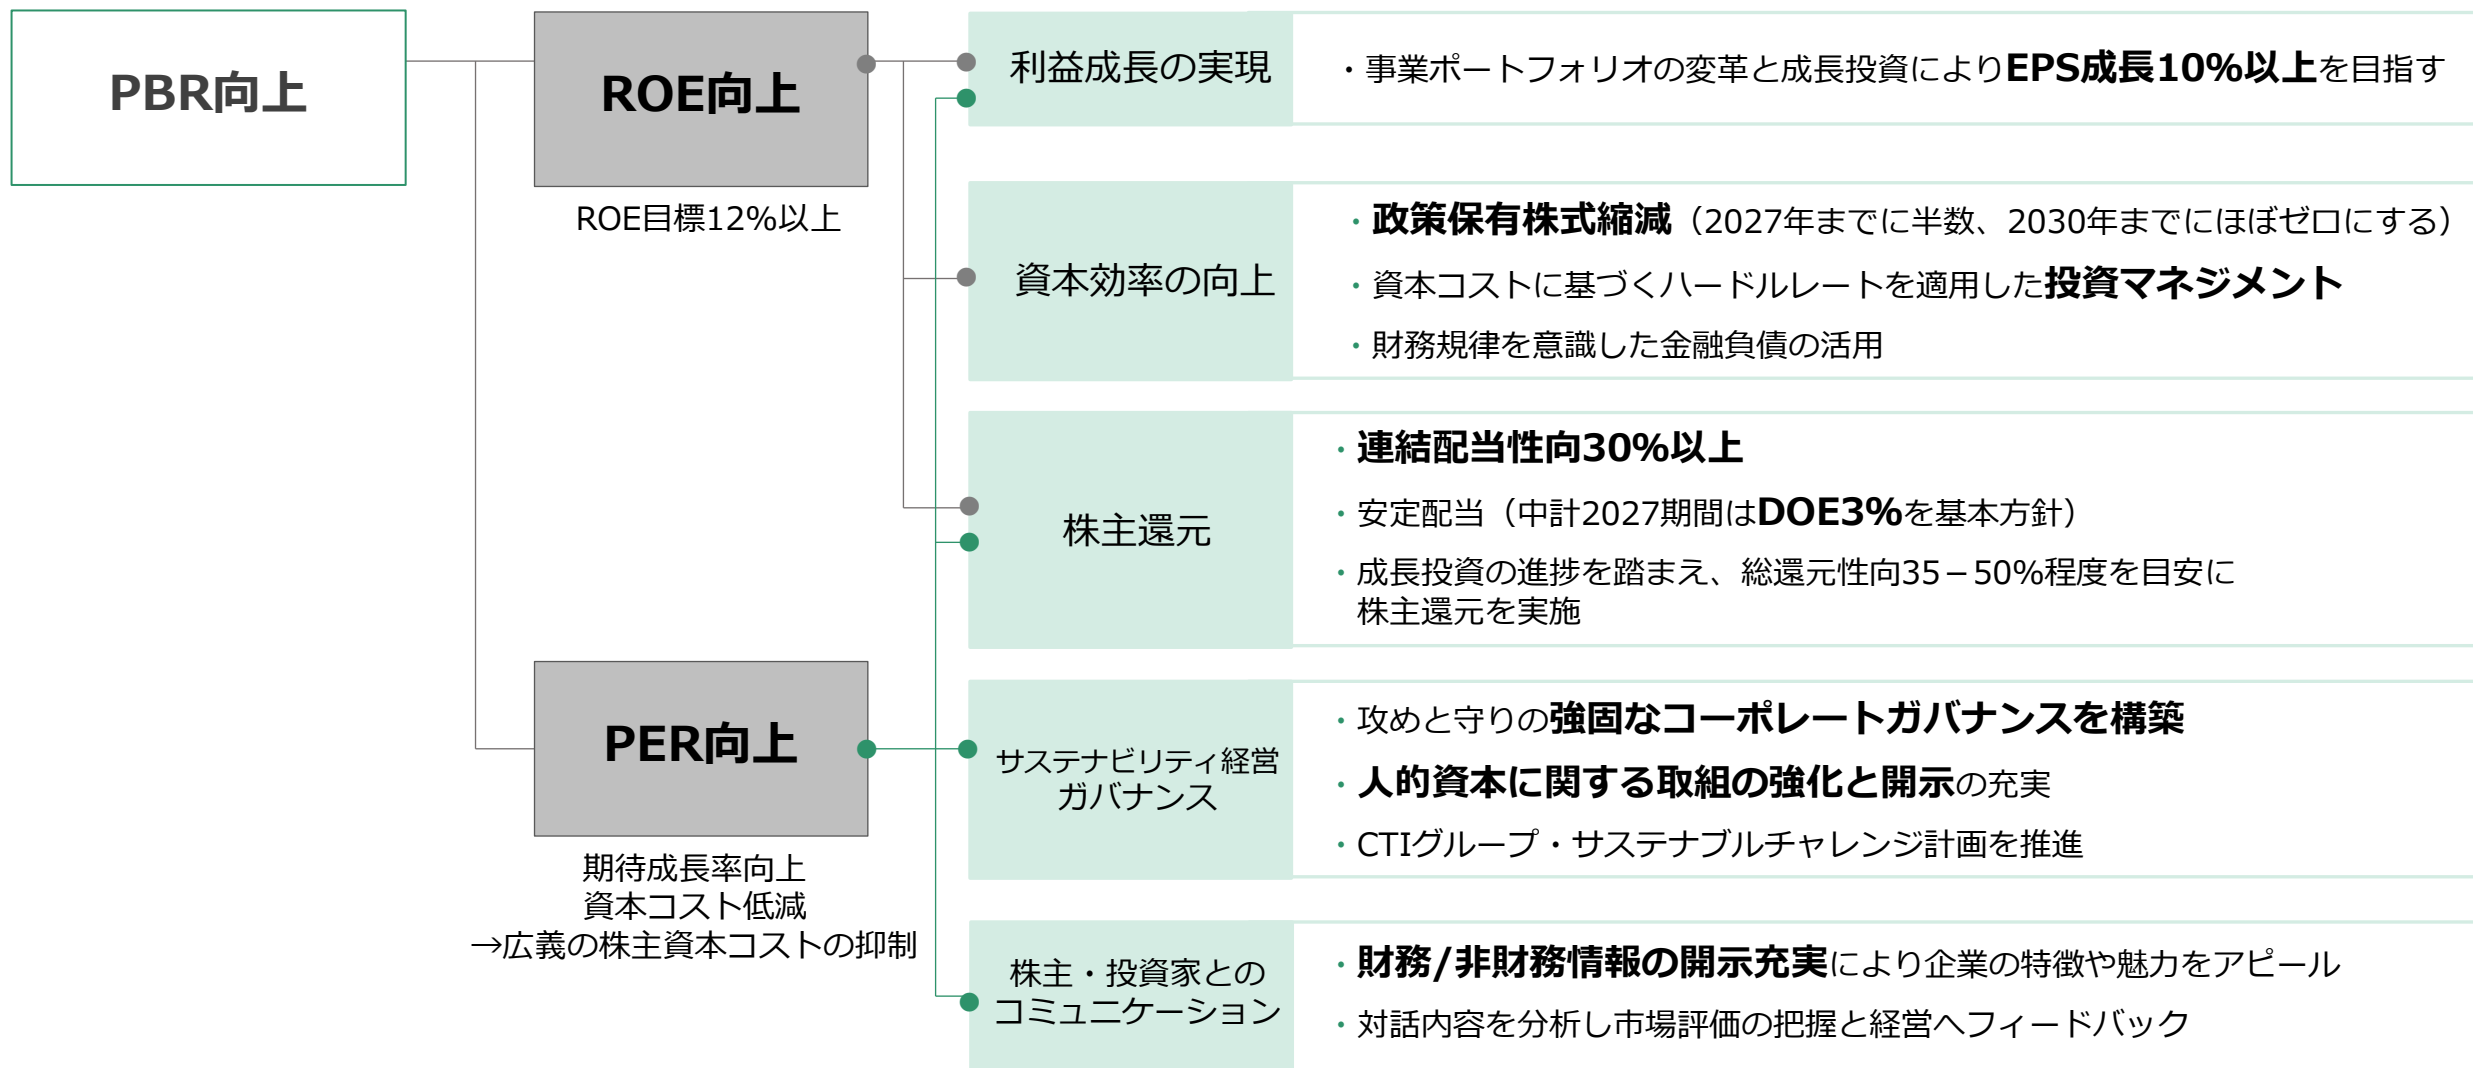 PBR向上
ROE向上
ROE目標12%以上
利益成長の実現
・事業ポートフォリオの変革と成長投資によりEPS成長10%以上を目指す
資本効率の向上
・政策保有株式縮減（2027年までに半数、2030年までにほぼゼロにする）
・資本コストに基づくハードルレートを適用した投資マネジメント
・財務規律を意識した金融負債の活用
株主還元
・連結配当性向30%以上
・安定配当（中計2027期間はDOE3%を基本方針）
・成長投資の進捗を踏まえ、総還元性向35－50%程度を目安に
株主還元を実施
PER向上
期待成長率向上
資本コスト低減
→広義の株主資本コストの抑制
サステナビリティ経営
ガバナンス
・攻めと守りの強固なコーポレートガバナンスを構築
・人的資本に関する取組の強化と開示の充実
・CTIグループ・サステナブルチャレンジ計画を推進
株主・投資家との
コミュニケーション
・財務/非財務情報の開示充実により企業の特徴や魅力をアピール
・対話内容を分析し市場評価の把握と経営へフィードバック